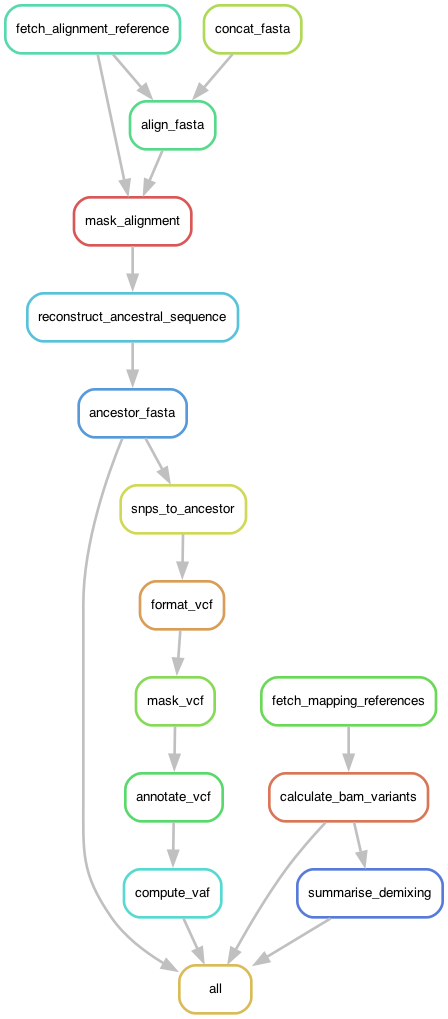 fetch_alignment_reference
concat_fasta
align_fasta
mask_alignment
reconstruct_ancestral_sequence
ancestor_fasta
snps_to_ancestor
format_vcf
mask_vcf
fetch_mapping_references
annotate_vcf
calculate_bam_variants
compute_vaf
summarise_demixing
all